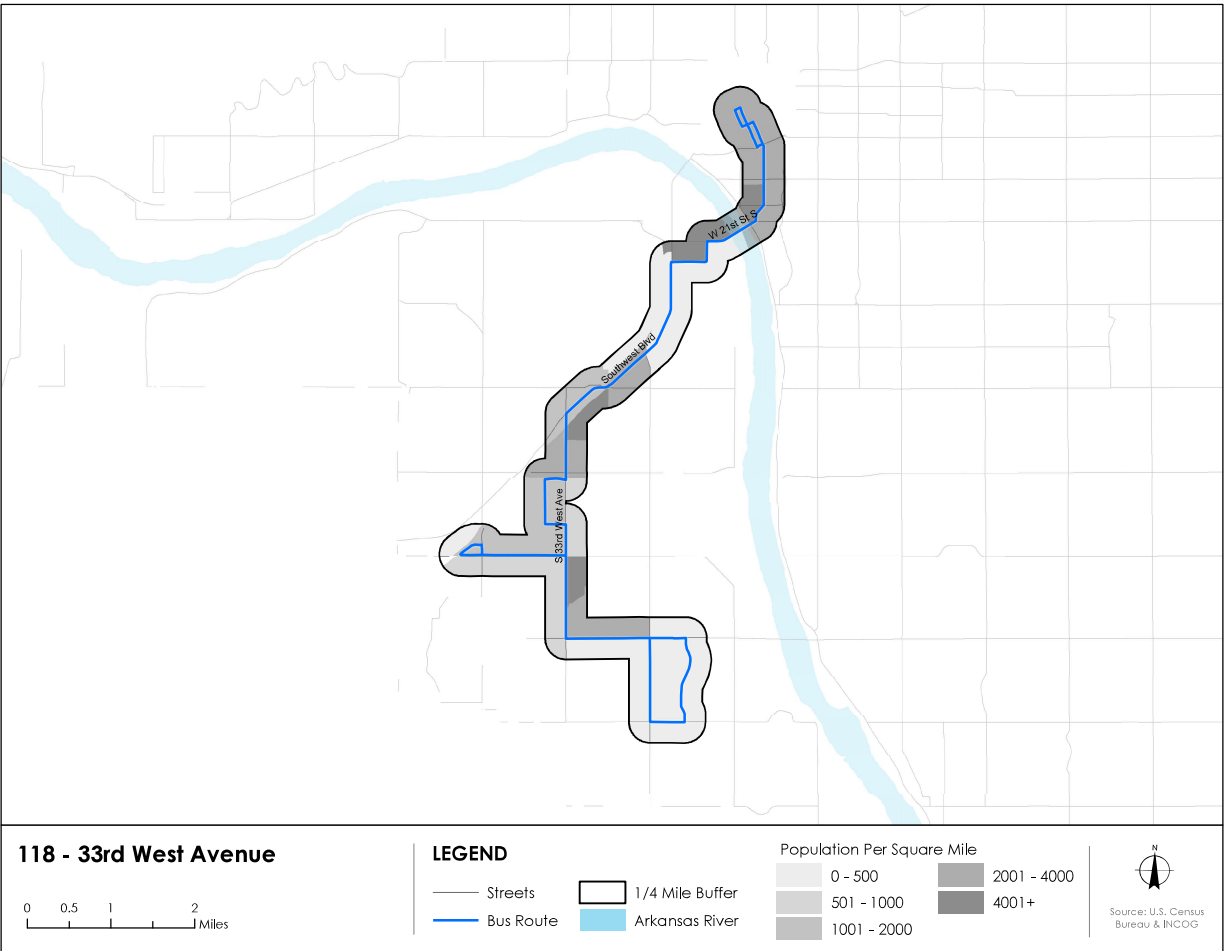 W 21st St S
Southwest Blvd
S 33rd West Ave
118 - 33rd West Avenue
0 0.5 1 2
Miles
LEGEND
Streets
Bus Route
1/4 Mile Buffer
Arkansas River
Population Per Square Mile
0 - 500
501 - 1000
1001 - 2000
2001 - 4000
4001+
N
Source: U.S. Census
Bureau & INCOG